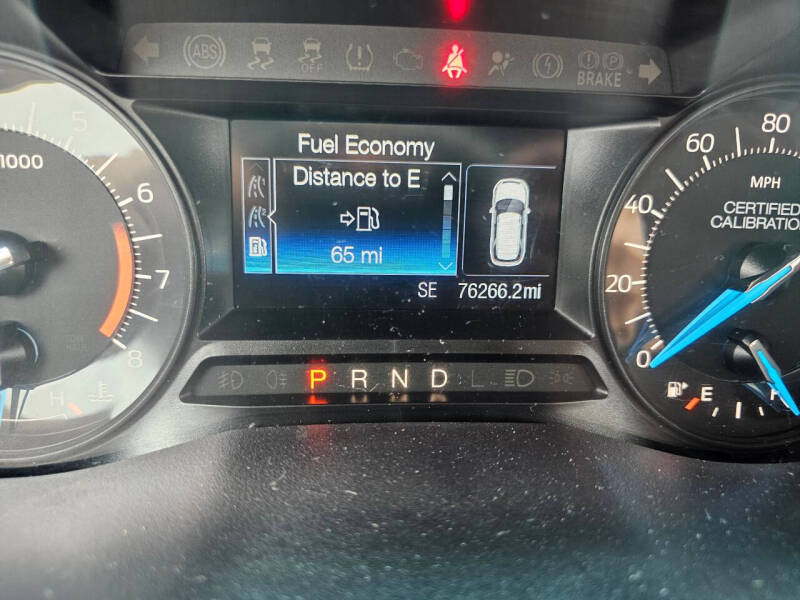 ABS
OFF
BRAKE
Fuel Economy
Distance to E
2
65 mi
SE 76266.2mi
P R N D L
1000
5
6
7
8
H
0
20
40
60
80
MPH
CERTIFIED
CALIBRATION
E
F